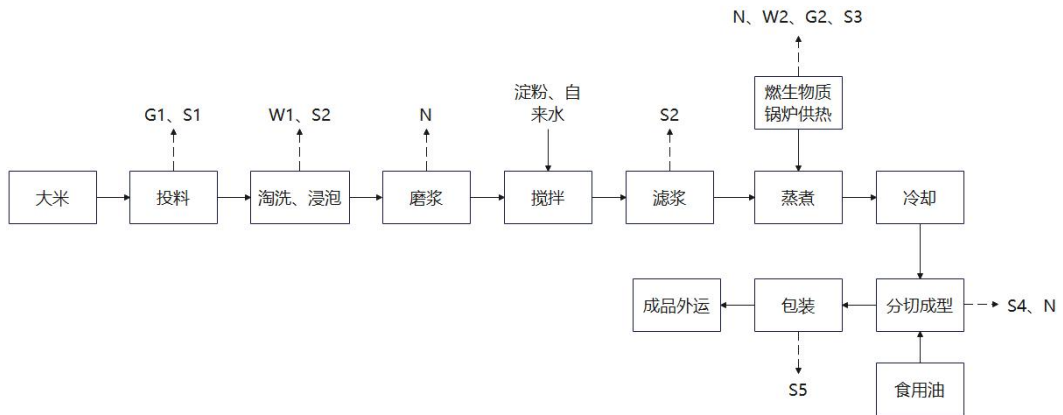 N、W2、G2、S3
淀粉、自
来水
燃生物质
锅炉供热
G1、S1
W1、S2
N
S2
大米
投料
淘洗、浸泡
磨浆
搅拌
滤浆
蒸煮
冷却
成品外运
包装
分切成型
S4、N
S5
食用油